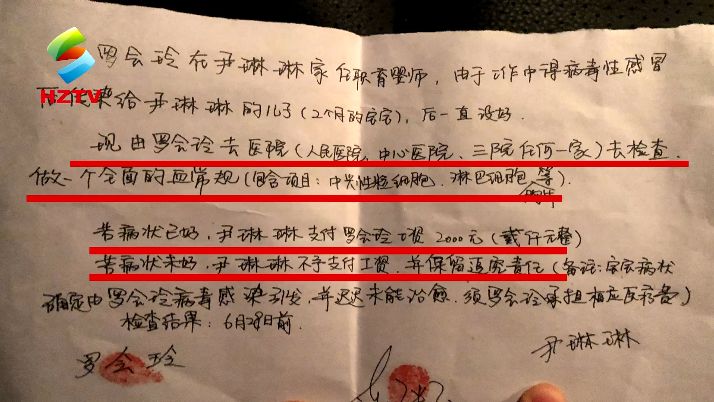 HZTV
罗会玲在尹琳琳家任职育婴师，由于工作中得病毒性感冒
而传染给尹琳琳的儿子（2个月的宝宝），后一直没好.
现由罗会玲去医院（人民医院、中心医院、三院任何一家）去检查.
做一个全面的血常规（包含项目：中性粒细胞、淋巴细胞等）.
若病状已好，尹琳琳支付罗会玲工资2000元（贰仟元整）
若病状未好，尹琳琳不予支付工资，并保留追究责任（备注：宝宝病状
确定由罗会玲病毒感染引发，并迟迟未能治愈.须罗会玲承担相应医疗费）
检查结果：6月28日前.
罗会玲
尹琳琳